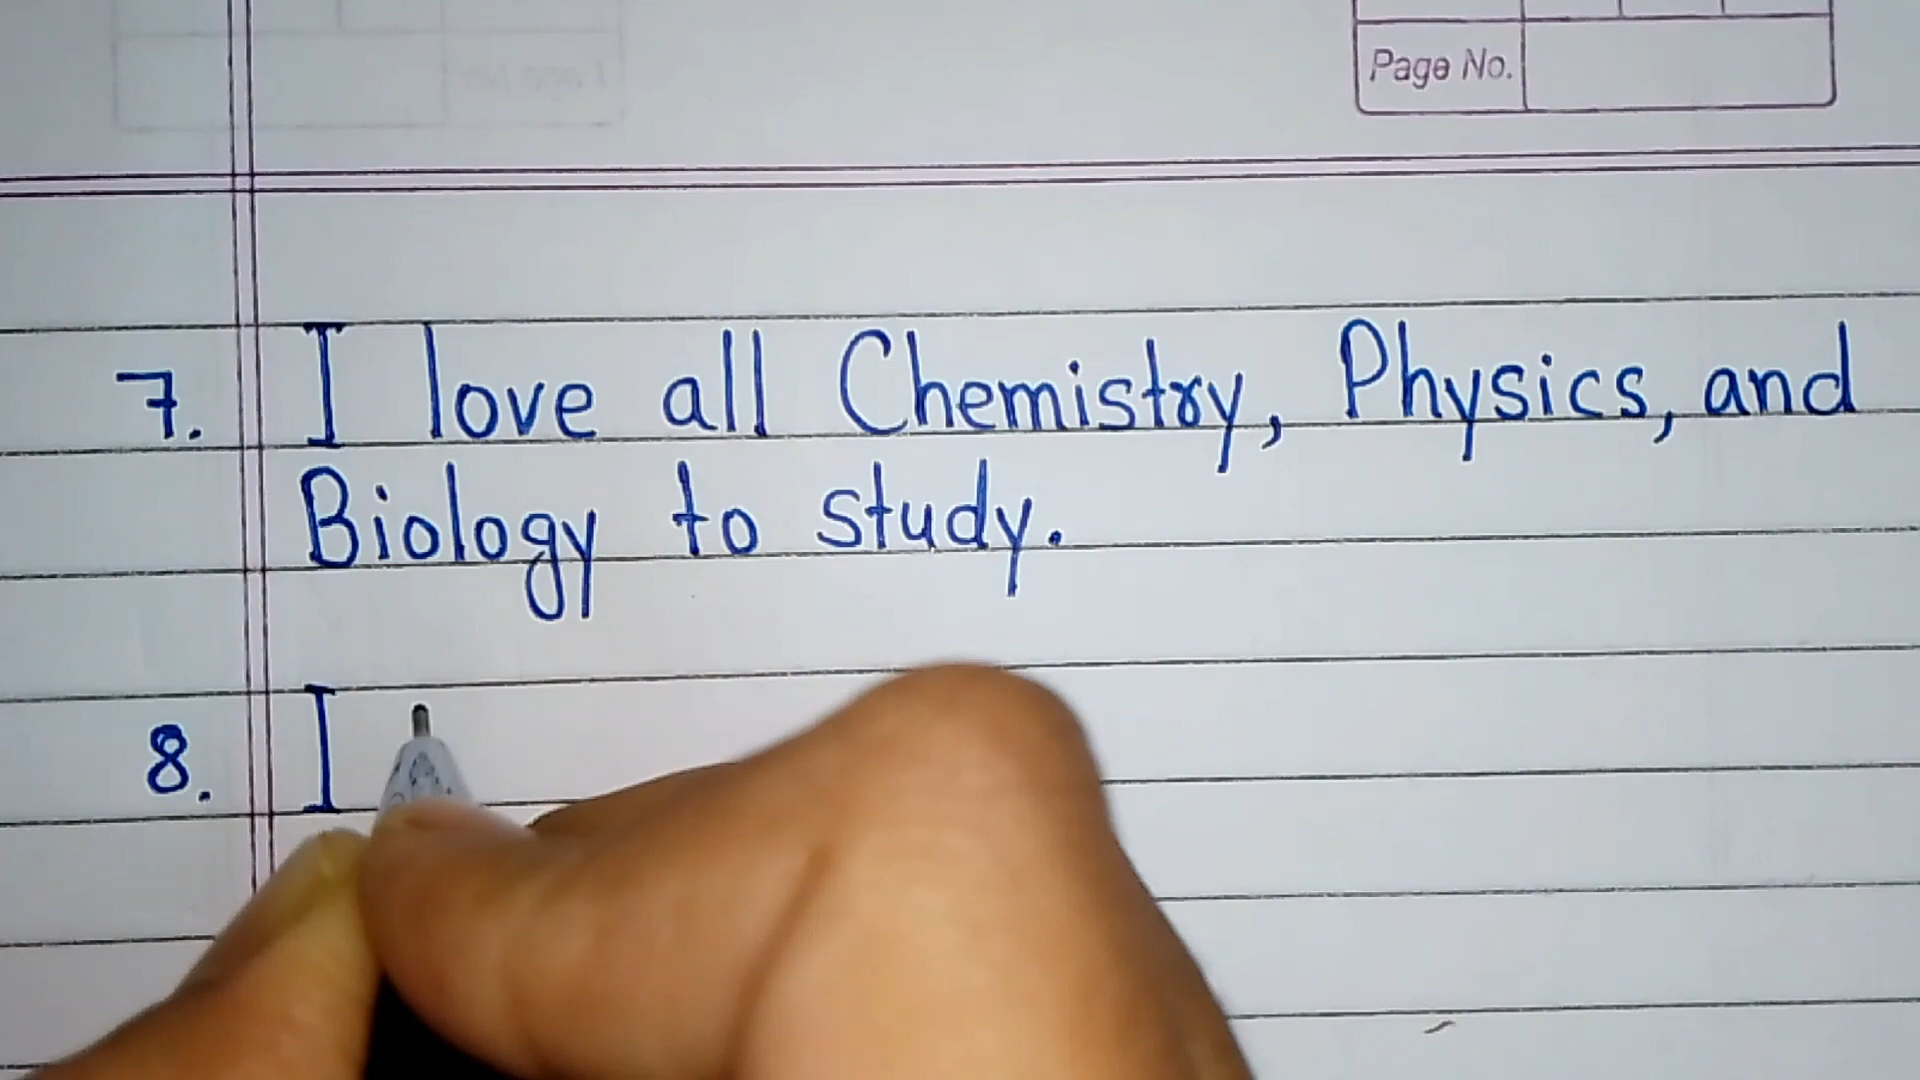 Page No.
7. I love all Chemistry, Physics, and
Biology to study.
8. I